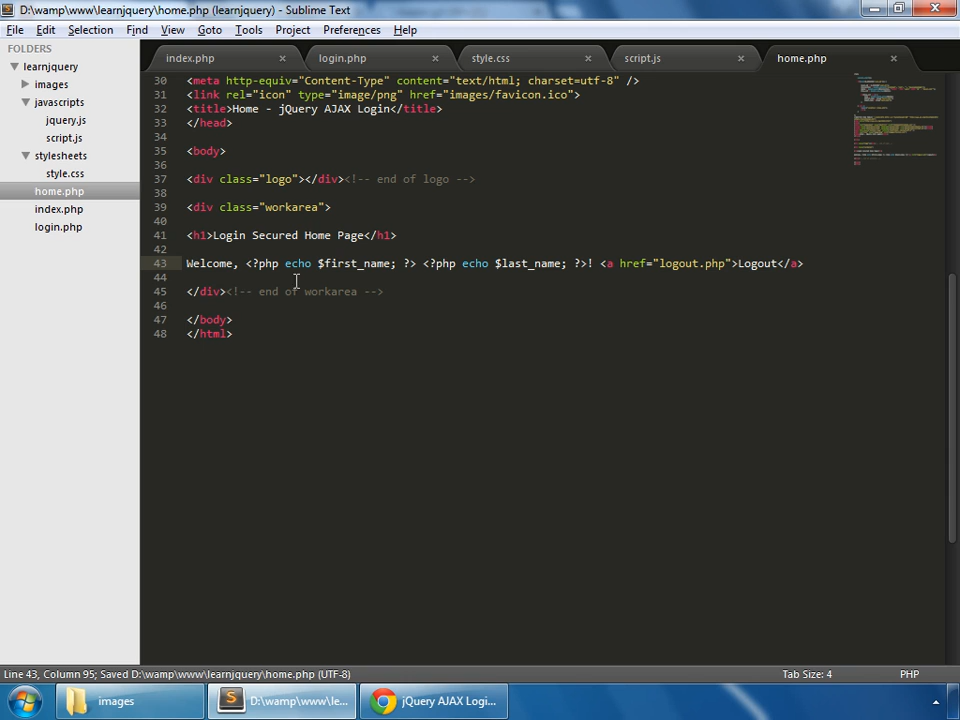 D:\wamp\www\learnjquery\home.php (learnjquery) - Sublime Text
File Edit Selection Find View Goto Tools Project Preferences Help
FOLDERS
learnjquery
images
javascripts
jquery.js
script.js
stylesheets
style.css
home.php
index.php
login.php
index.php login.php style.css script.js home.php
30 <meta http-equiv="Content-Type" content="text/html; charset=utf-8" />
31 <link rel="icon" type="image/png" href="images/favicon.ico">
32 <title>Home - jQuery AJAX Login</title>
33 </head>
34
35 <body>
36
37 <div class="logo"></div><!-- end of logo -->
38
39 <div class="workarea">
40
41 <h1>Login Secured Home Page</h1>
42
43 Welcome, <?php echo $first_name; ?> <?php echo $last_name; ?>! <a href="logout.php">Logout</a>
44
45 </div><!-- end of workarea -->
46
47 </body>
48 </html>
Line 43, Column 95; Saved D:\wamp\www\learnjquery\home.php (UTF-8) Tab Size: 4 PHP
images D:\wamp\www\le... jQuery AJAX Logi...